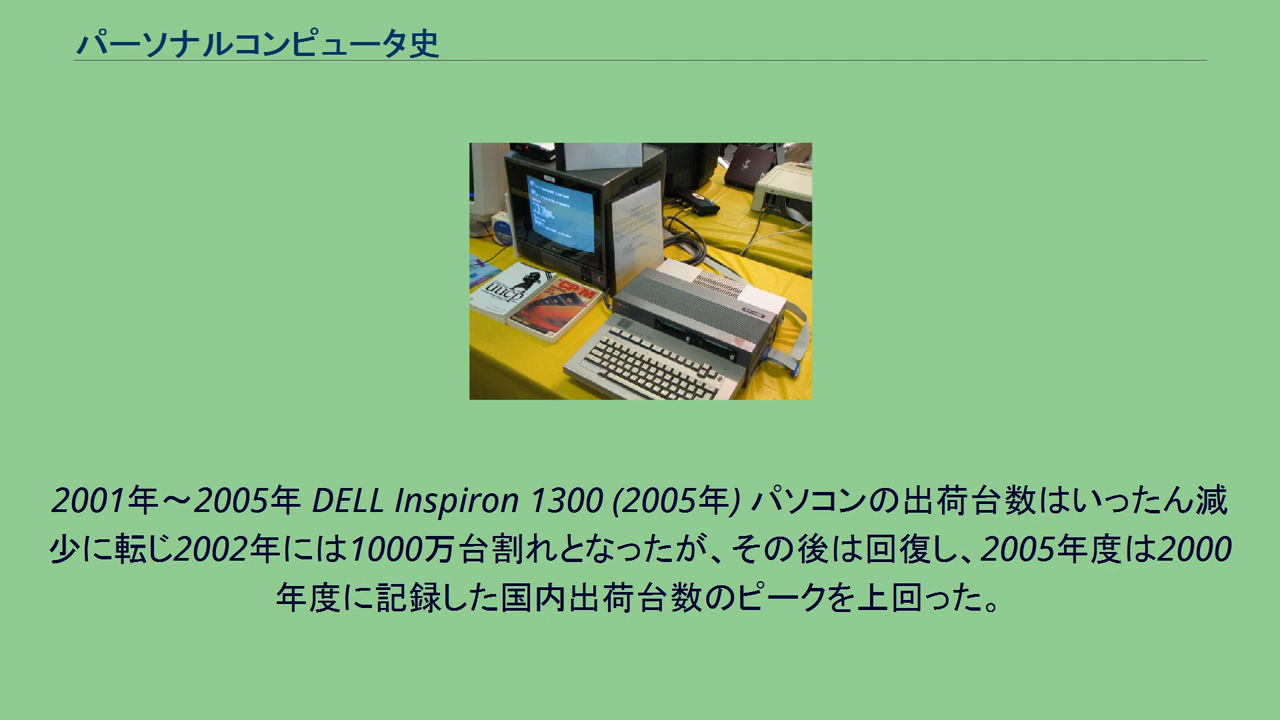 パーソナルコンピュータ史
uucp
CP/M
2001年～2005年 DELL Inspiron 1300 (2005年) パソコンの出荷台数はいったん減
少に転じ2002年には1000万台割れとなったが、その後は回復し、2005年度は2000
年度に記録した国内出荷台数のピークを上回った。